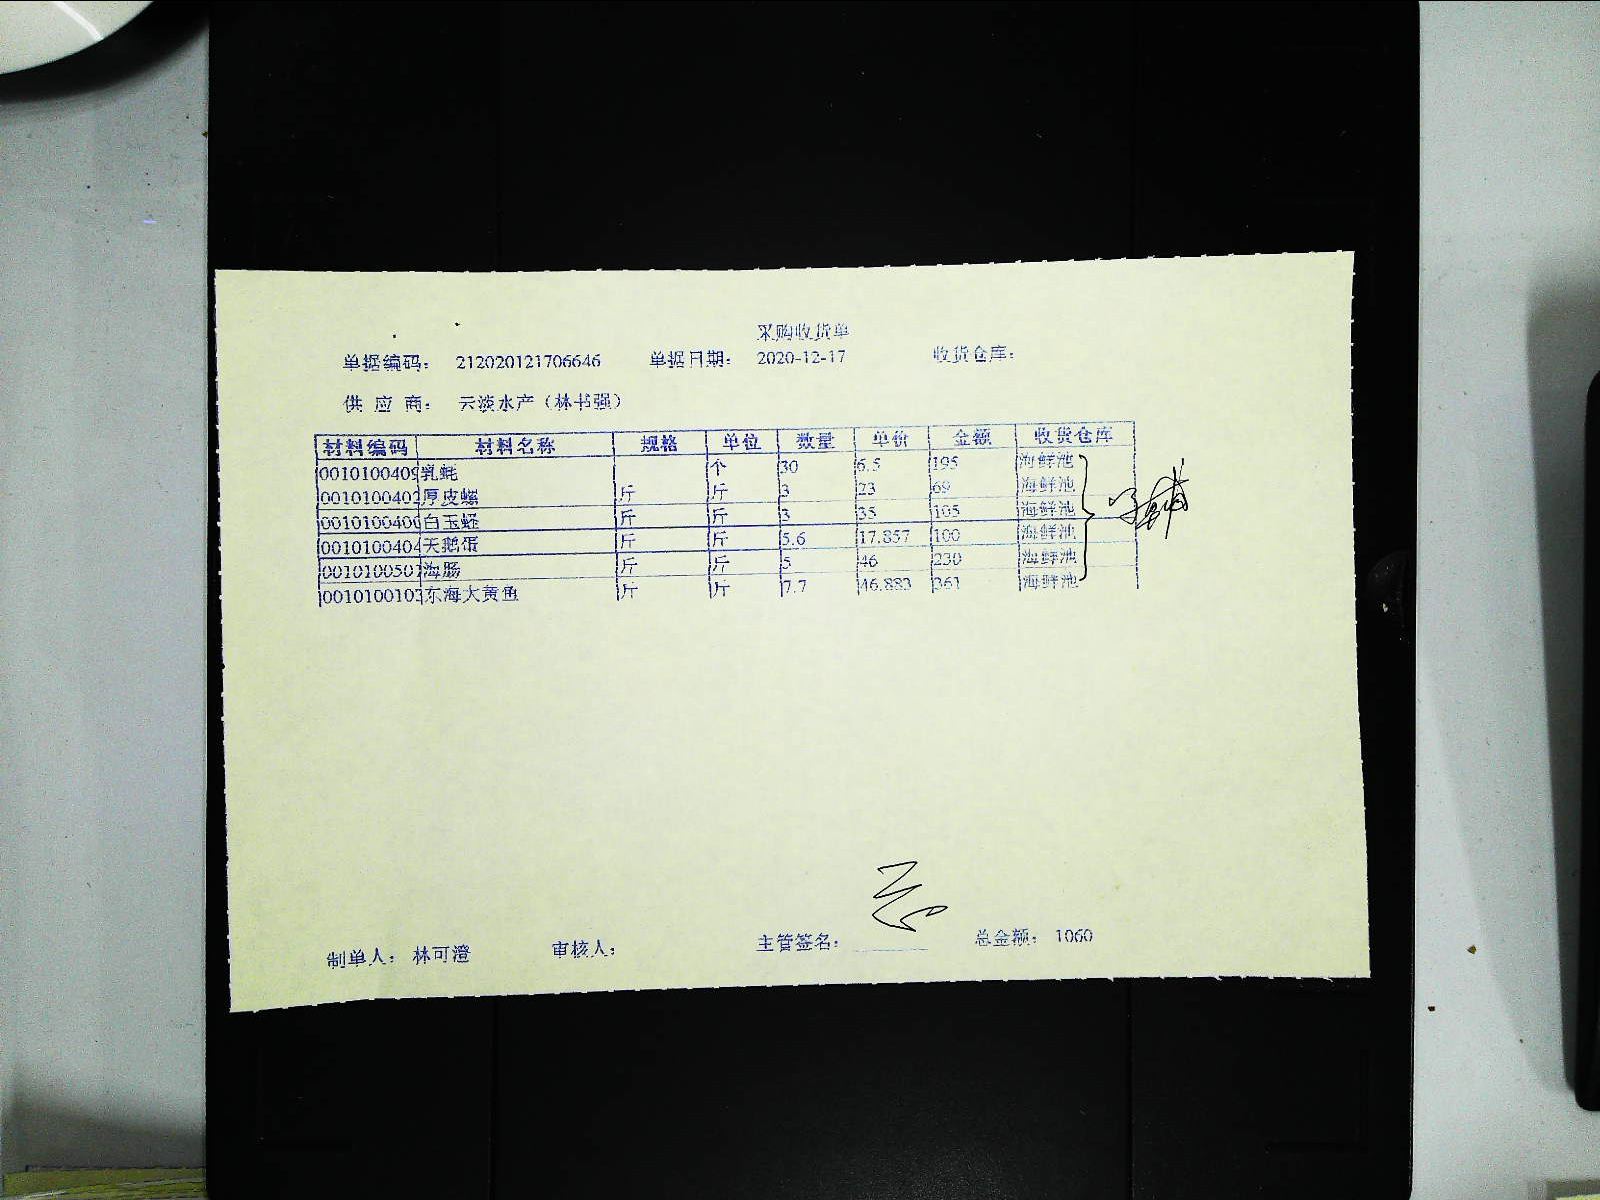 采购收货单
单据编码： 212020121706646 单据日期： 2020-12-17 收货仓库：
供 应 商： 云淡水产（林书强）
材料编码 材料名称 规格 单位 数量 单价 金额 收货仓库
0010100409 乳蚝 个 30 6.5 195 海鲜池
0010100402 厚皮螺 斤 斤 3 23 69 海鲜池
0010100400 白玉蛏 斤 斤 3 35 105 海鲜池
0010100404 天鹅蛋 斤 斤 5.6 17.857 100 海鲜池
0010100501 海肠 斤 斤 5 46 230 海鲜池
0010100103 东海大黄鱼 斤 斤 7.7 46.883 361 海鲜池
制单人： 林可澄 审核人： 主管签名： 总金额： 1060